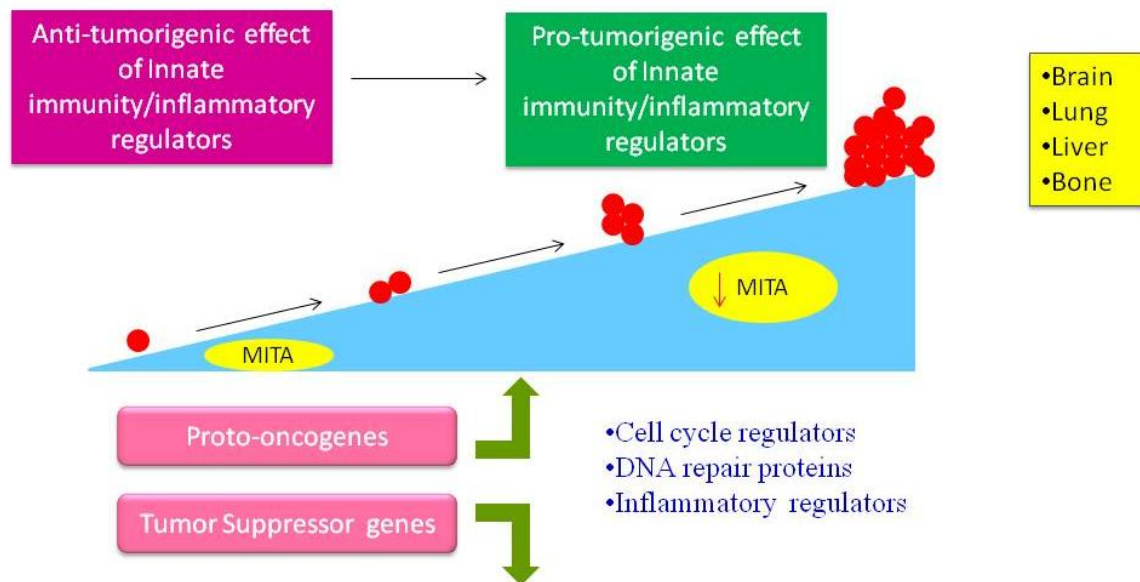 Anti-tumorigenic effect
of Innate
immunity/inflammatory
regulators
Pro-tumorigenic effect
of Innate
immunity/inflammatory
regulators
•Brain
•Lung
•Liver
•Bone
MITA
MITA
Proto-oncogenes
Tumor Suppressor genes
•Cell cycle regulators
•DNA repair proteins
•Inflammatory regulators